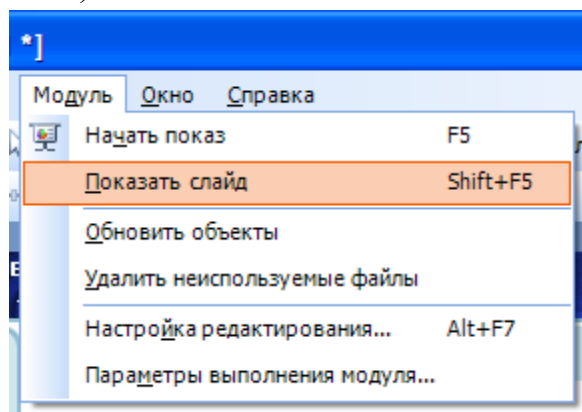 *]
Модуль Окно Справка
Начать показ F5
Показать слайд Shift+F5
Обновить объекты
Удалить неиспользуемые файлы
Настройка редактирования... Alt+F7
Параметры выполнения модуля...